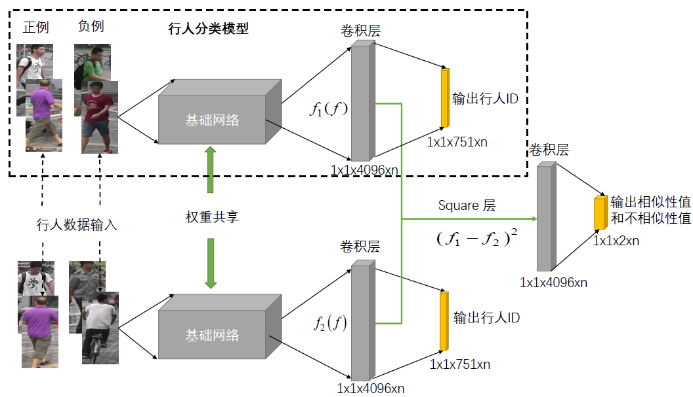 正例
负例
行人分类模型
卷积层
基础网络
f₁(f)
输出行人ID
1x1x751xn
1x1x4096xn
卷积层
行人数据输入
权重共享
Square 层
(f₁ − f₂)²
输出相似性值
和不相似性值
1x1x2xn
1x1x4096xn
卷积层
基础网络
f₂(f)
输出行人ID
1x1x751xn
1x1x4096xn